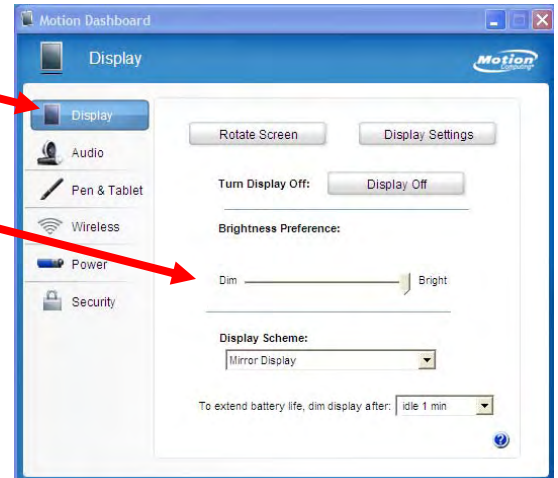 Motion Dashboard
Display
Motion
Computing
Display
Audio
Pen & Tablet
Wireless
Power
Security
Rotate Screen Display Settings
Turn Display Off: Display Off
Brightness Preference:
Dim Bright
Display Scheme:
Mirror Display
To extend battery life, dim display after: idle 1 min
?